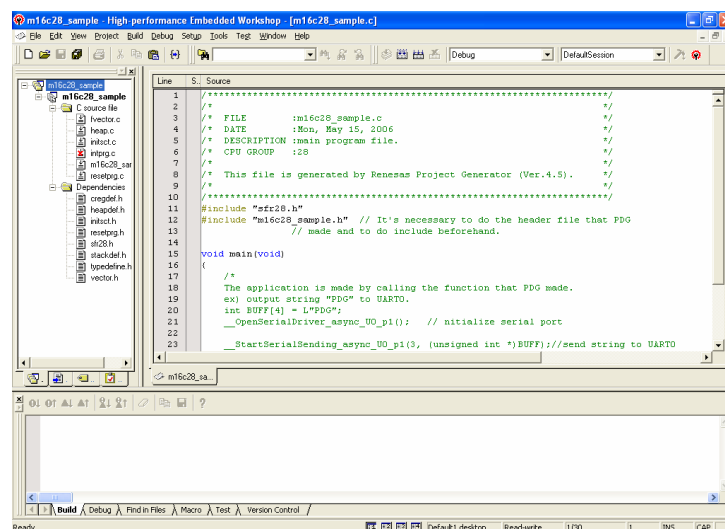 m16c28_sample - High-performance Embedded Workshop - [m16c28_sample.c]
File Edit View Project Build Debug Setup Tools Test Window Help
Debug
DefaultSession
m16c28_sample
m16c28_sample
C source file
fvector.c
heap.c
initsct.c
intprg.c
m16c28_sar
resetprg.c
Dependencies
cregdef.h
heapdef.h
initsct.h
resetprg.h
sfr28.h
stackdef.h
typedefine.h
vector.h
Line S.. Source
1 /***********************************************************************/
2 /* */
3 /* FILE :m16c28_sample.c */
4 /* DATE :Mon, May 15, 2006 */
5 /* DESCRIPTION :main program file. */
6 /* CPU GROUP :28 */
7 /* */
8 /* This file is generated by Renesas Project Generator (Ver.4.5). */
9 /* */
10 /***********************************************************************/
11 #include "sfr28.h"
12 #include "m16c28_sample.h" // It's necessary to do the header file that PDG
13 // made and to do include beforehand.
14
15 void main(void)
16 {
17 /*
18 The application is made by calling the function that PDG made.
19 ex) output string "PDG" to UART0.
20 int BUFF[4] = L"PDG";
21 __OpenSerialDriver_async_U0_p1(); // nitialize serial port
22
23 __StartSerialSending_async_U0_p1(3, (unsigned int *)BUFF);//send string to UART0
m16c28_sa...
Build Debug Find in Files Macro Test Version Control
Ready Default1 desktop Read-write 1/30 1 INS CAP